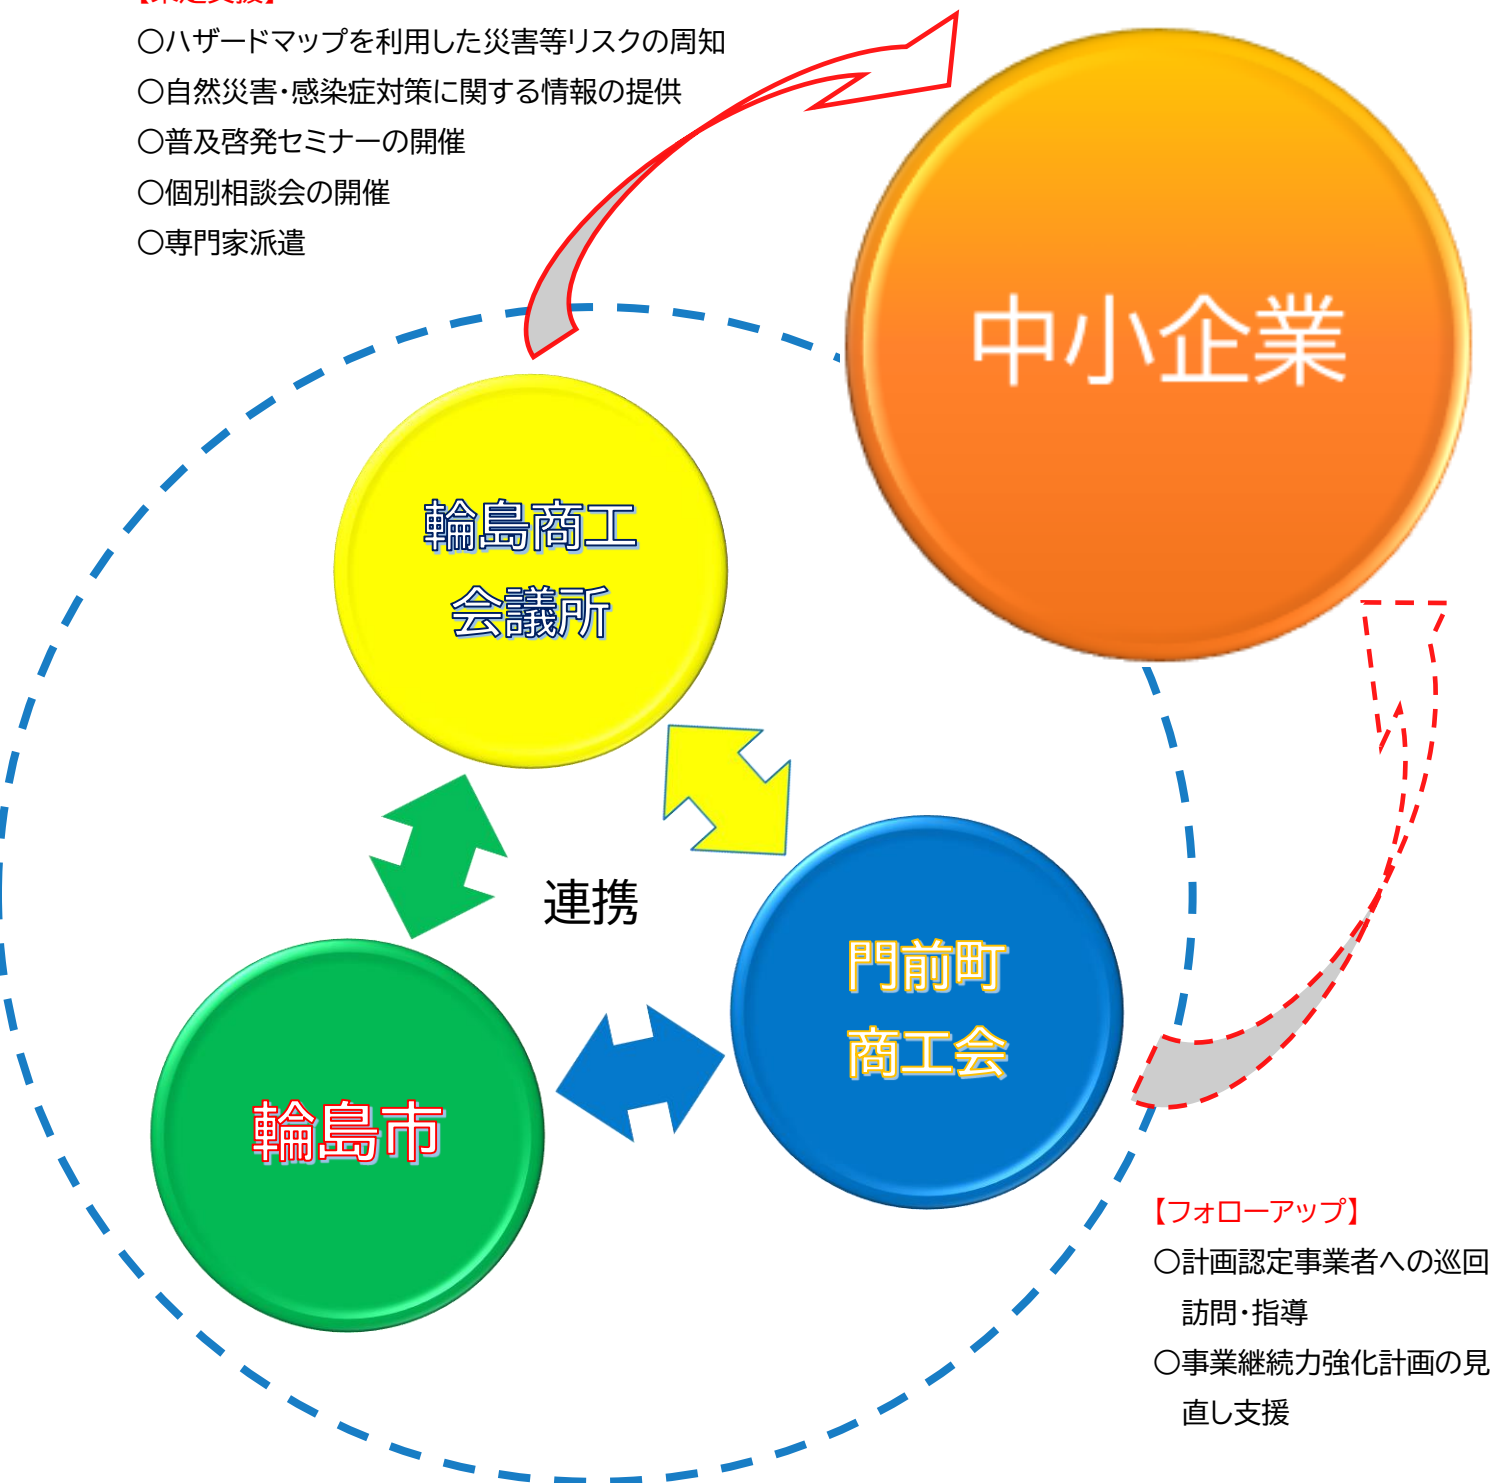 ○ハザードマップを利用した災害等リスクの周知
○自然災害・感染症対策に関する情報の提供
○普及啓発セミナーの開催
○個別相談会の開催
○専門家派遣
中小企業
輪島商工
会議所
連携
門前町
商工会
輪島市
【フォローアップ】
○計画認定事業者への巡回
訪問・指導
○事業継続力強化計画の見
直し支援